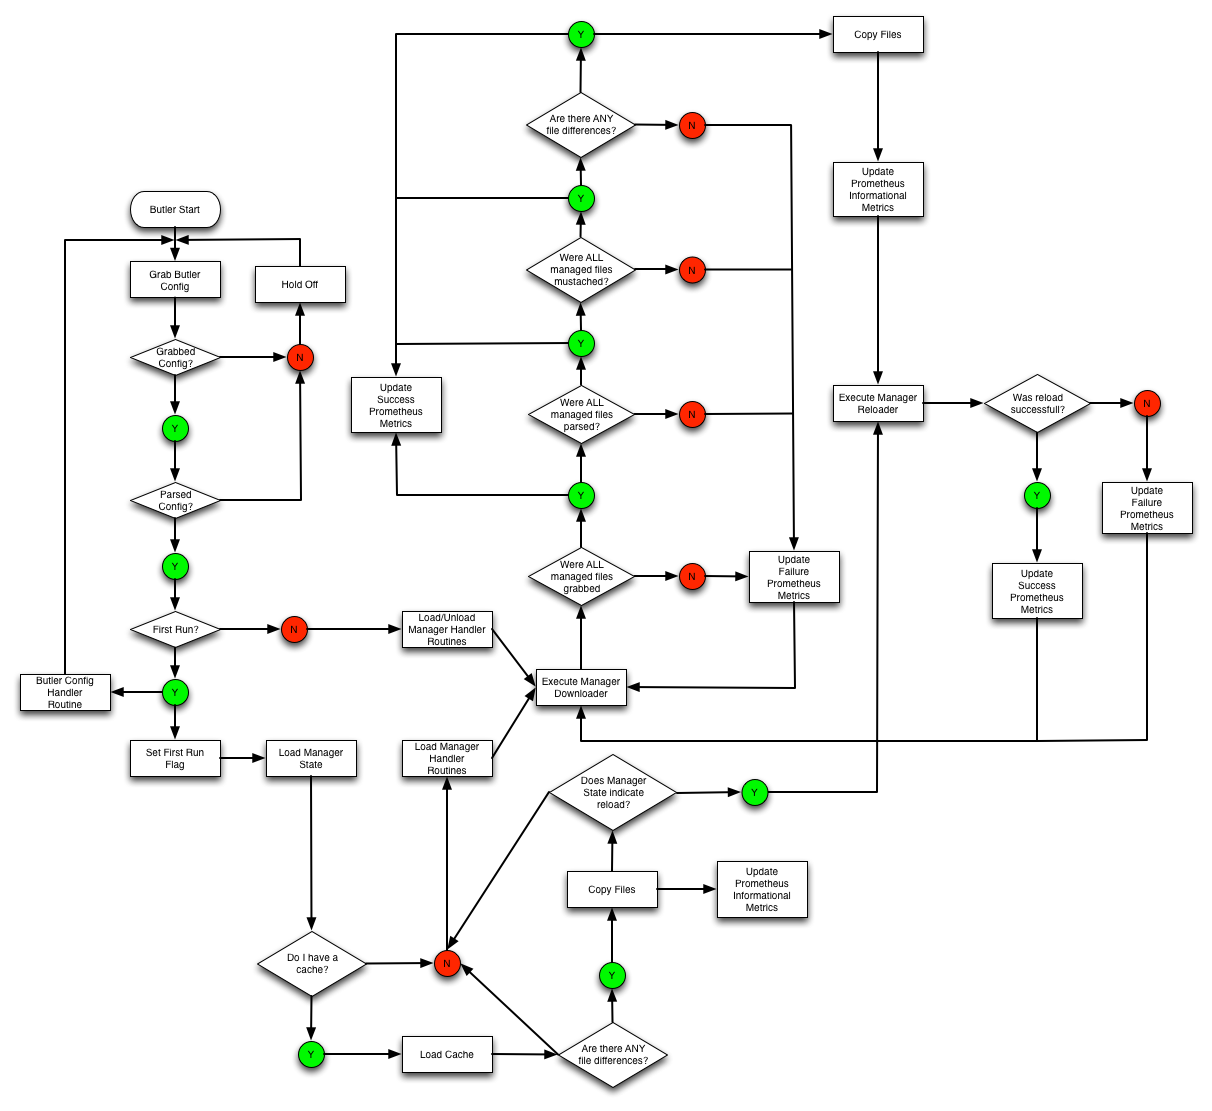 Y
Copy Files
Are there ANY
file differences?
N
Update
Prometheus
Informational
Metrics
Butler Start
Y
Grab Butler
Config
Hold Off
Were ALL
managed files
mustached?
N
Y
Grabbed
Config?
N
Update
Success
Prometheus
Metrics
Were ALL
managed files
parsed?
N
Execute Manager
Reloader
Was reload
successfull?
N
Y
Parsed
Config?
Y
Y
Update
Failure
Prometheus
Metrics
Y
Were ALL
managed files
grabbed
N
Update
Failure
Prometheus
Metrics
Update
Success
Prometheus
Metrics
First Run?
N
Load/Unload
Manager Handler
Routines
Butler Config
Handler
Routine
Y
Execute Manager
Downloader
Set First Run
Flag
Load Manager
State
Load Manager
Handler
Routines
Does Manager
State indicate
reload?
Y
Copy Files
Update
Prometheus
Informational
Metrics
Do I have a
cache?
N
Y
Y
Load Cache
Are there ANY
file differences?